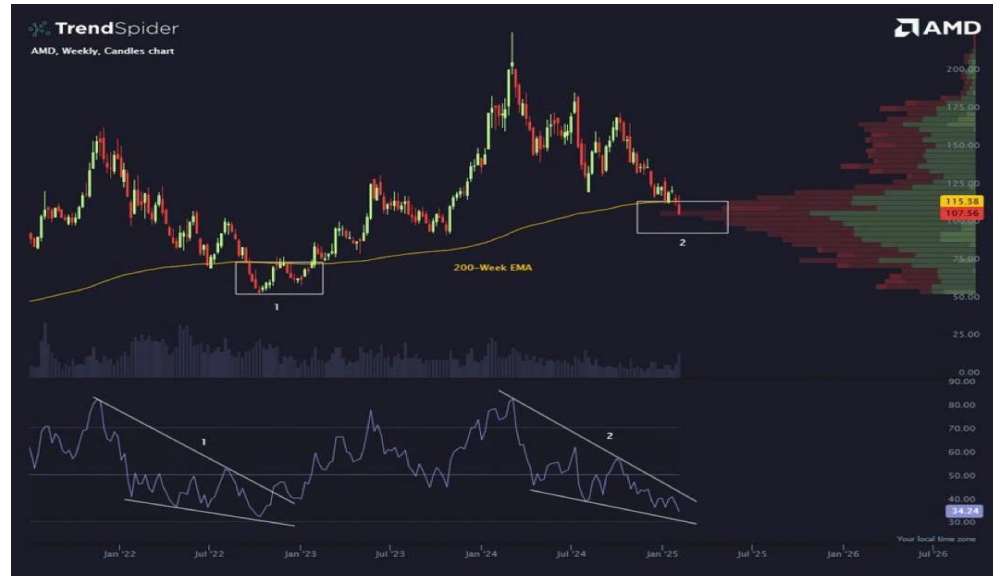 TrendSpider
AMD
AMD, Weekly, Candles chart
200.00
175.00
150.00
125.00
115.38
107.56
100.00
2
75.00
200-Week EMA
50.00
1
25.00
0.00
90.00
80.00
70.00
1
2
60.00
50.00
40.00
34.24
30.00
Your local time zone
Jan '22
Jul '22
Jan '23
Jul '23
Jan '24
Jul '24
Jan '25
Jul '25
Jan '26
Jul '26